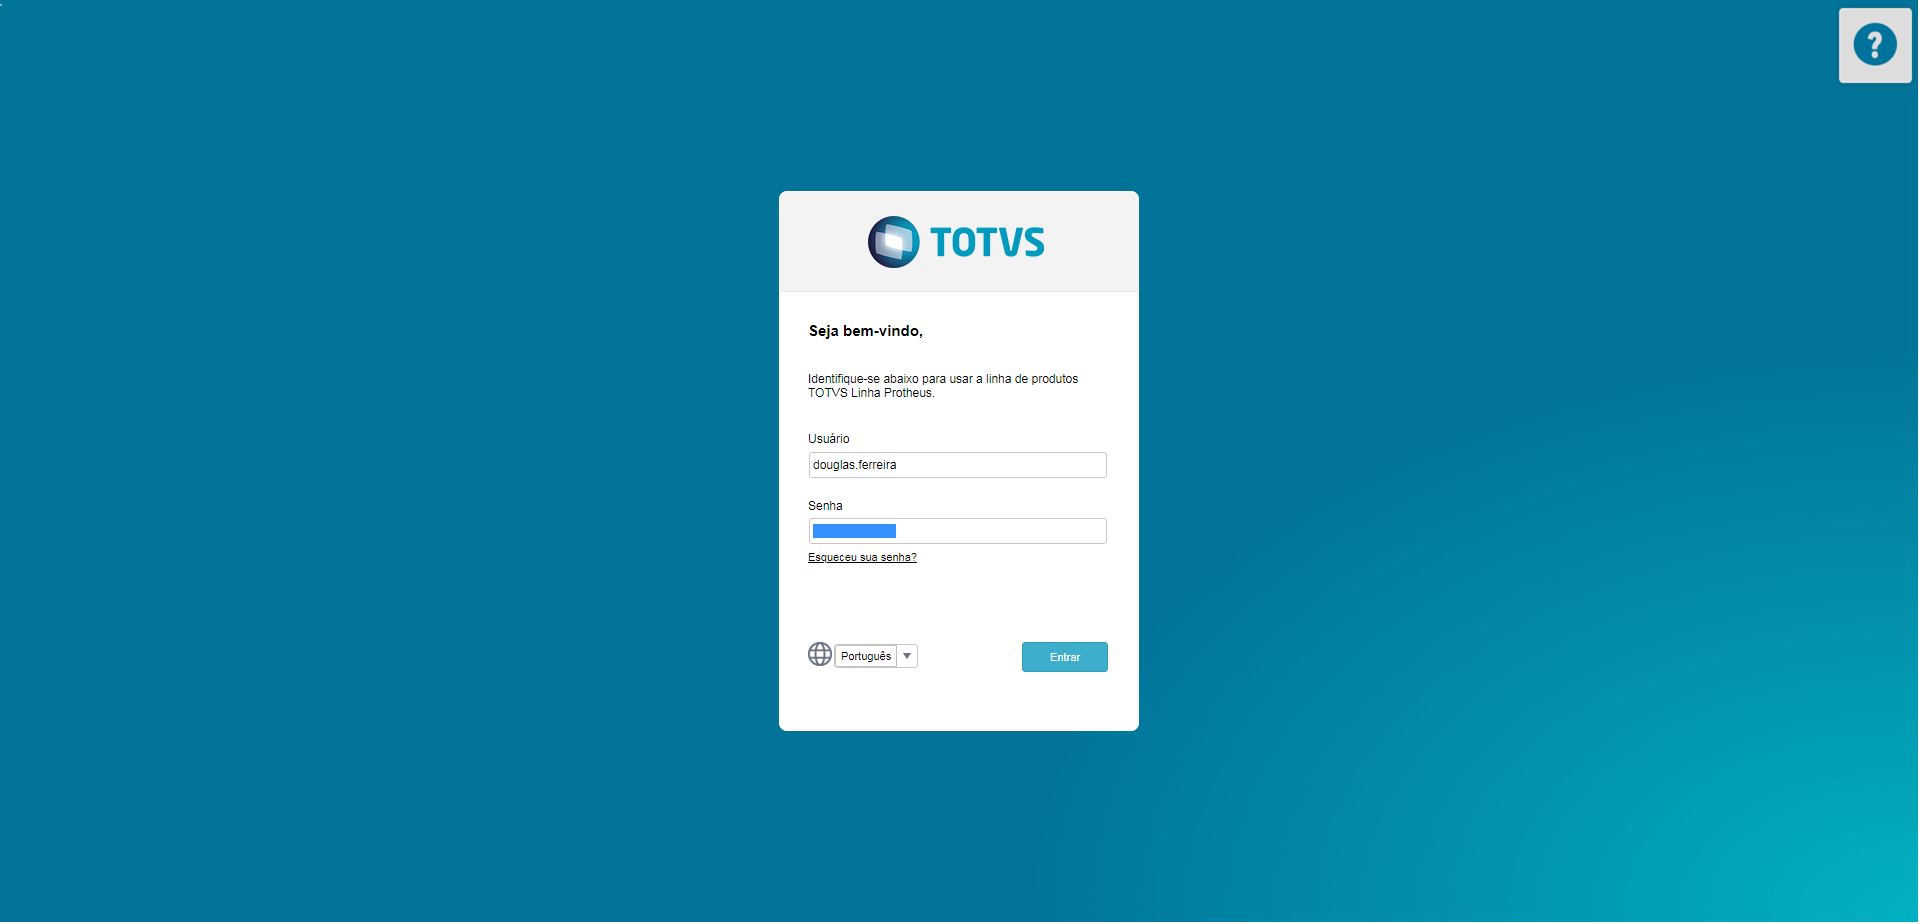 ?
TOTVS
Seja bem-vindo,
Identifique-se abaixo para usar a linha de produtos
TOTVS Linha Protheus.
Usuário
douglas.ferreira
Senha
Esqueceu sua senha?
Português
Entrar